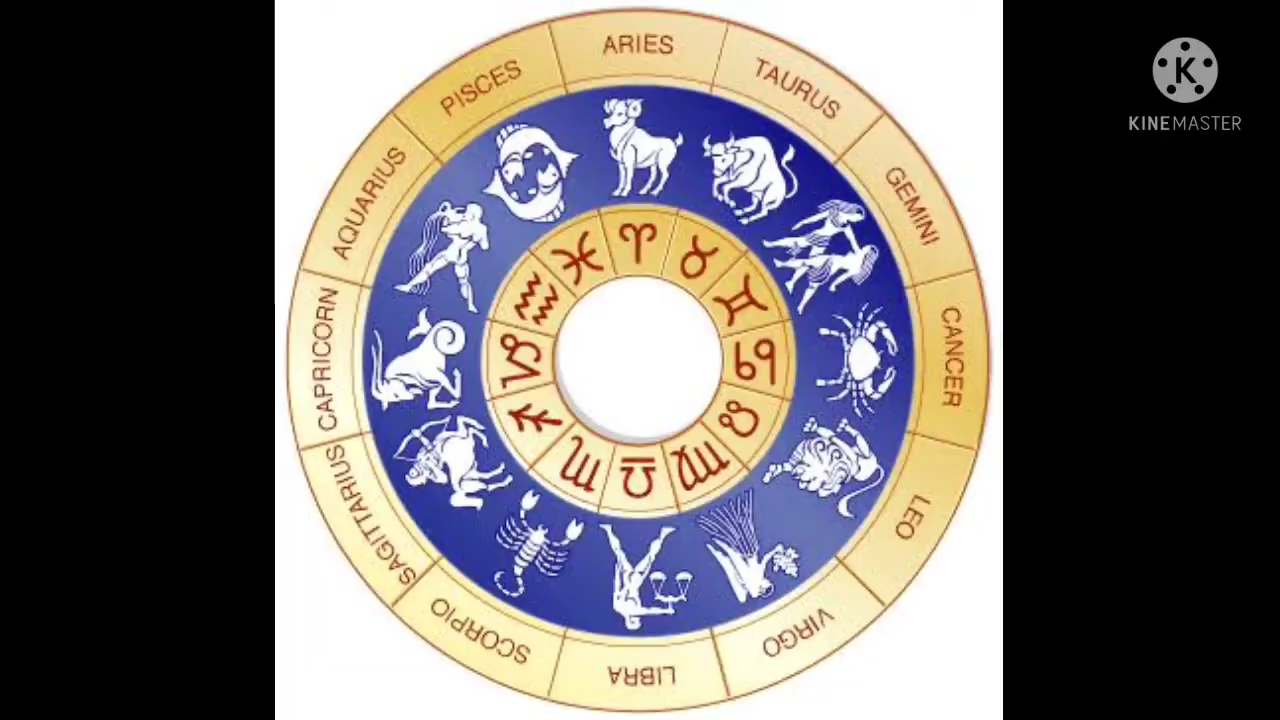 ARIES
TAURUS
GEMINI
CANCER
LEO
VIRGO
LIBRA
SCORPIO
SAGITTARIUS
CAPRICORN
AQUARIUS
PISCES
K
KINEMASTER